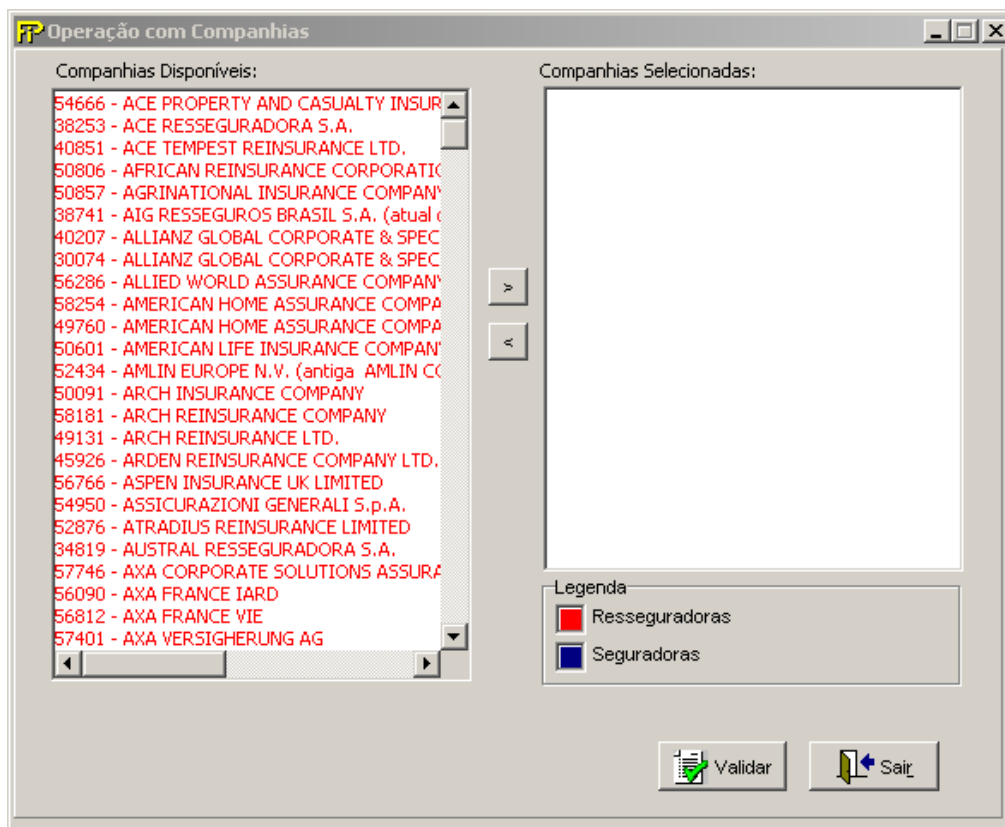 FIP Operação com Companhias
Companhias Disponíveis:
54666 - ACE PROPERTY AND CASUALTY INSUR
38253 - ACE RESSEGURADORA S.A.
40851 - ACE TEMPEST REINSURANCE LTD.
50806 - AFRICAN REINSURANCE CORPORATIO
50857 - AGRINATIONAL INSURANCE COMPANY
38741 - AIG RESSEGUROS BRASIL S.A. (atual d
40207 - ALLIANZ GLOBAL CORPORATE & SPEC
30074 - ALLIANZ GLOBAL CORPORATE & SPEC
56286 - ALLIED WORLD ASSURANCE COMPANY
58254 - AMERICAN HOME ASSURANCE COMPA
49760 - AMERICAN HOME ASSURANCE COMPA
50601 - AMERICAN LIFE INSURANCE COMPANY
52434 - AMLIN EUROPE N.V. (antiga AMLIN CO
50091 - ARCH INSURANCE COMPANY
58181 - ARCH REINSURANCE COMPANY
49131 - ARCH REINSURANCE LTD.
45926 - ARDEN REINSURANCE COMPANY LTD.
56766 - ASPEN INSURANCE UK LIMITED
54950 - ASSICURAZIONI GENERALI S.p.A.
52876 - ATRADIUS REINSURANCE LIMITED
34819 - AUSTRAL RESSEGURADORA S.A.
57746 - AXA CORPORATE SOLUTIONS ASSURA
56090 - AXA FRANCE IARD
56812 - AXA FRANCE VIE
57401 - AXA VERSIGHERUNG AG
>
<
Companhias Selecionadas:
Legenda
Resseguradoras
Seguradoras
Validar
Sair